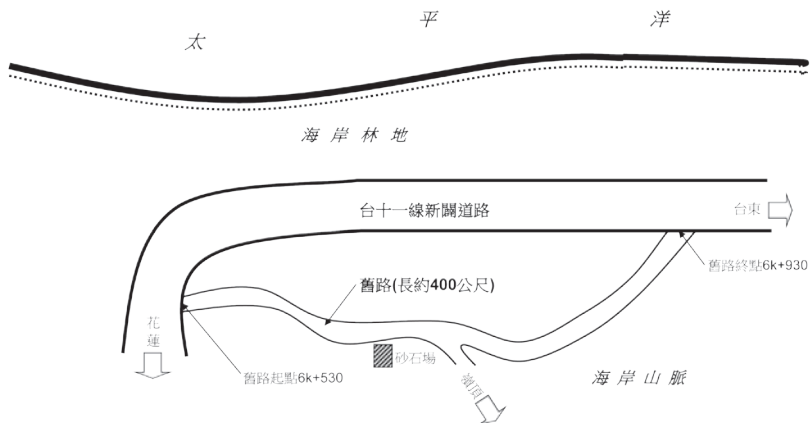 太平洋
海岸林地
台十一線新闢道路
台東
舊路終點6k+930
舊路(長約400公尺)
花蓮
砂石場
舊路起點6k+530
嶺頂
海岸山脈